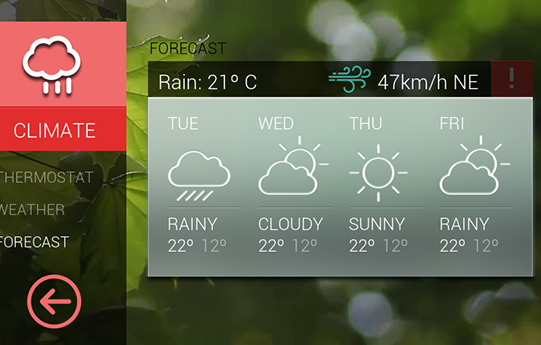 CLIMATE
THERMOSTAT
WEATHER
FORECAST
FORECAST
Rain: 21º C 47km/h NE !
TUE WED THU FRI
RAINY CLOUDY SUNNY RAINY
22º 12º 22º 12º 22º 12º 22º 12º